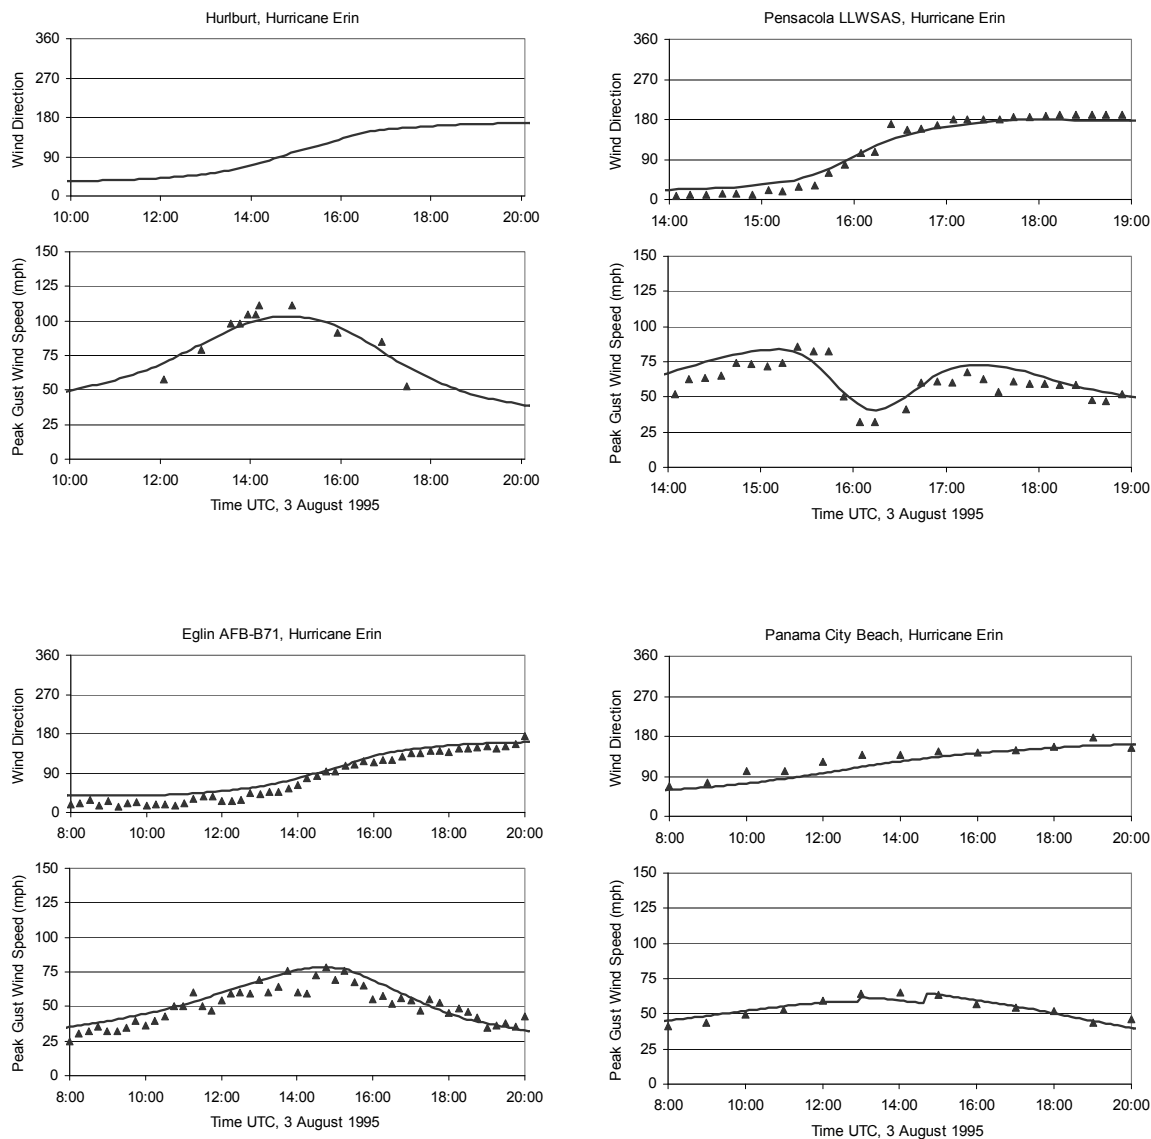 Hurlburt, Hurricane Erin
Wind Direction
360
270
180
90
0
10:00 12:00 14:00 16:00 18:00 20:00
Peak Gust Wind Speed (mph)
150
125
100
75
50
25
0
10:00 12:00 14:00 16:00 18:00 20:00
Time UTC, 3 August 1995
Pensacola LLWSAS, Hurricane Erin
Wind Direction
360
270
180
90
0
14:00 15:00 16:00 17:00 18:00 19:00
Peak Gust Wind Speed (mph)
150
125
100
75
50
25
0
14:00 15:00 16:00 17:00 18:00 19:00
Time UTC, 3 August 1995
Eglin AFB-B71, Hurricane Erin
Wind Direction
360
270
180
90
0
8:00 10:00 12:00 14:00 16:00 18:00 20:00
Peak Gust Wind Speed (mph)
150
125
100
75
50
25
0
8:00 10:00 12:00 14:00 16:00 18:00 20:00
Time UTC, 3 August 1995
Panama City Beach, Hurricane Erin
Wind Direction
360
270
180
90
0
8:00 10:00 12:00 14:00 16:00 18:00 20:00
Peak Gust Wind Speed (mph)
150
125
100
75
50
25
0
8:00 10:00 12:00 14:00 16:00 18:00 20:00
Time UTC, 3 August 1995